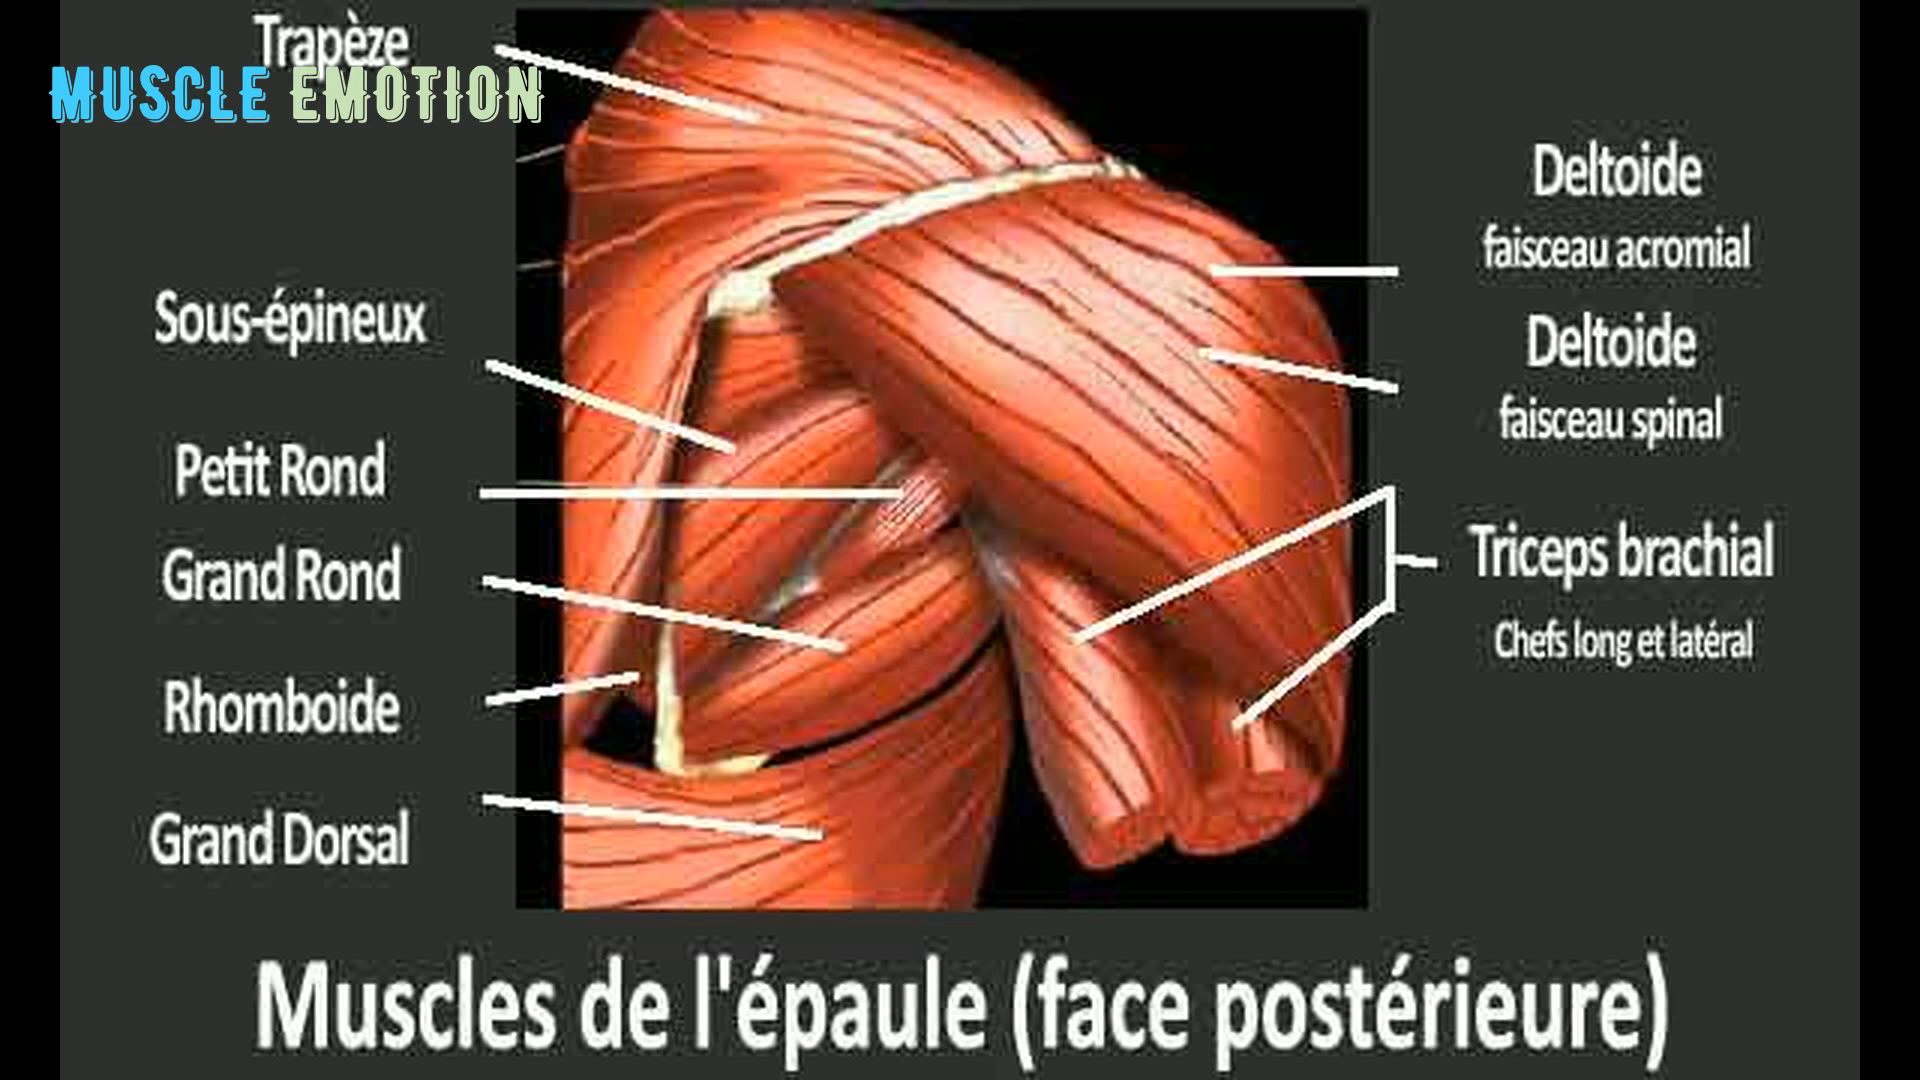 Trapèze
MUSCLE EMOTION
Sous-épineux
Petit Rond
Grand Rond
Rhomboide
Grand Dorsal
Deltoide
faisceau acromial
Deltoide
faisceau spinal
Triceps brachial
Chefs long et latéral
Muscles de l'épaule (face postérieure)